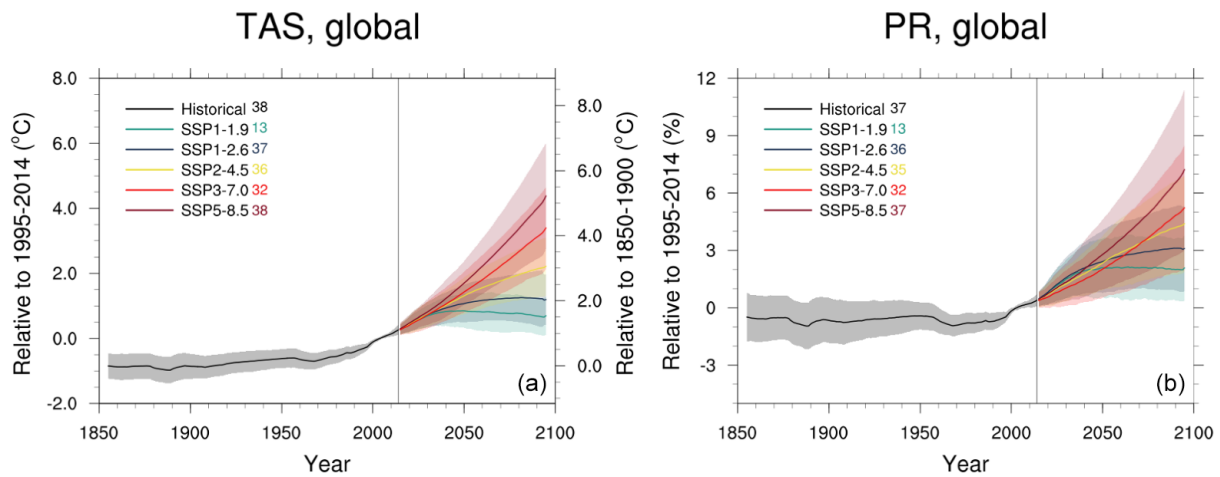 TAS, global
8.0
6.0
4.0
2.0
0.0
-2.0
Relative to 1995-2014 (°C)
Historical 38
SSP1-1.9 13
SSP1-2.6 37
SSP2-4.5 36
SSP3-7.0 32
SSP5-8.5 38
8.0
6.0
4.0
2.0
0.0
Relative to 1850-1900 (°C)
(a)
1850 1900 1950 2000 2050 2100
Year
PR, global
12
9
6
3
0
-3
Relative to 1995-2014 (%)
Historical 37
SSP1-1.9 13
SSP1-2.6 36
SSP2-4.5 35
SSP3-7.0 32
SSP5-8.5 37
(b)
1850 1900 1950 2000 2050 2100
Year